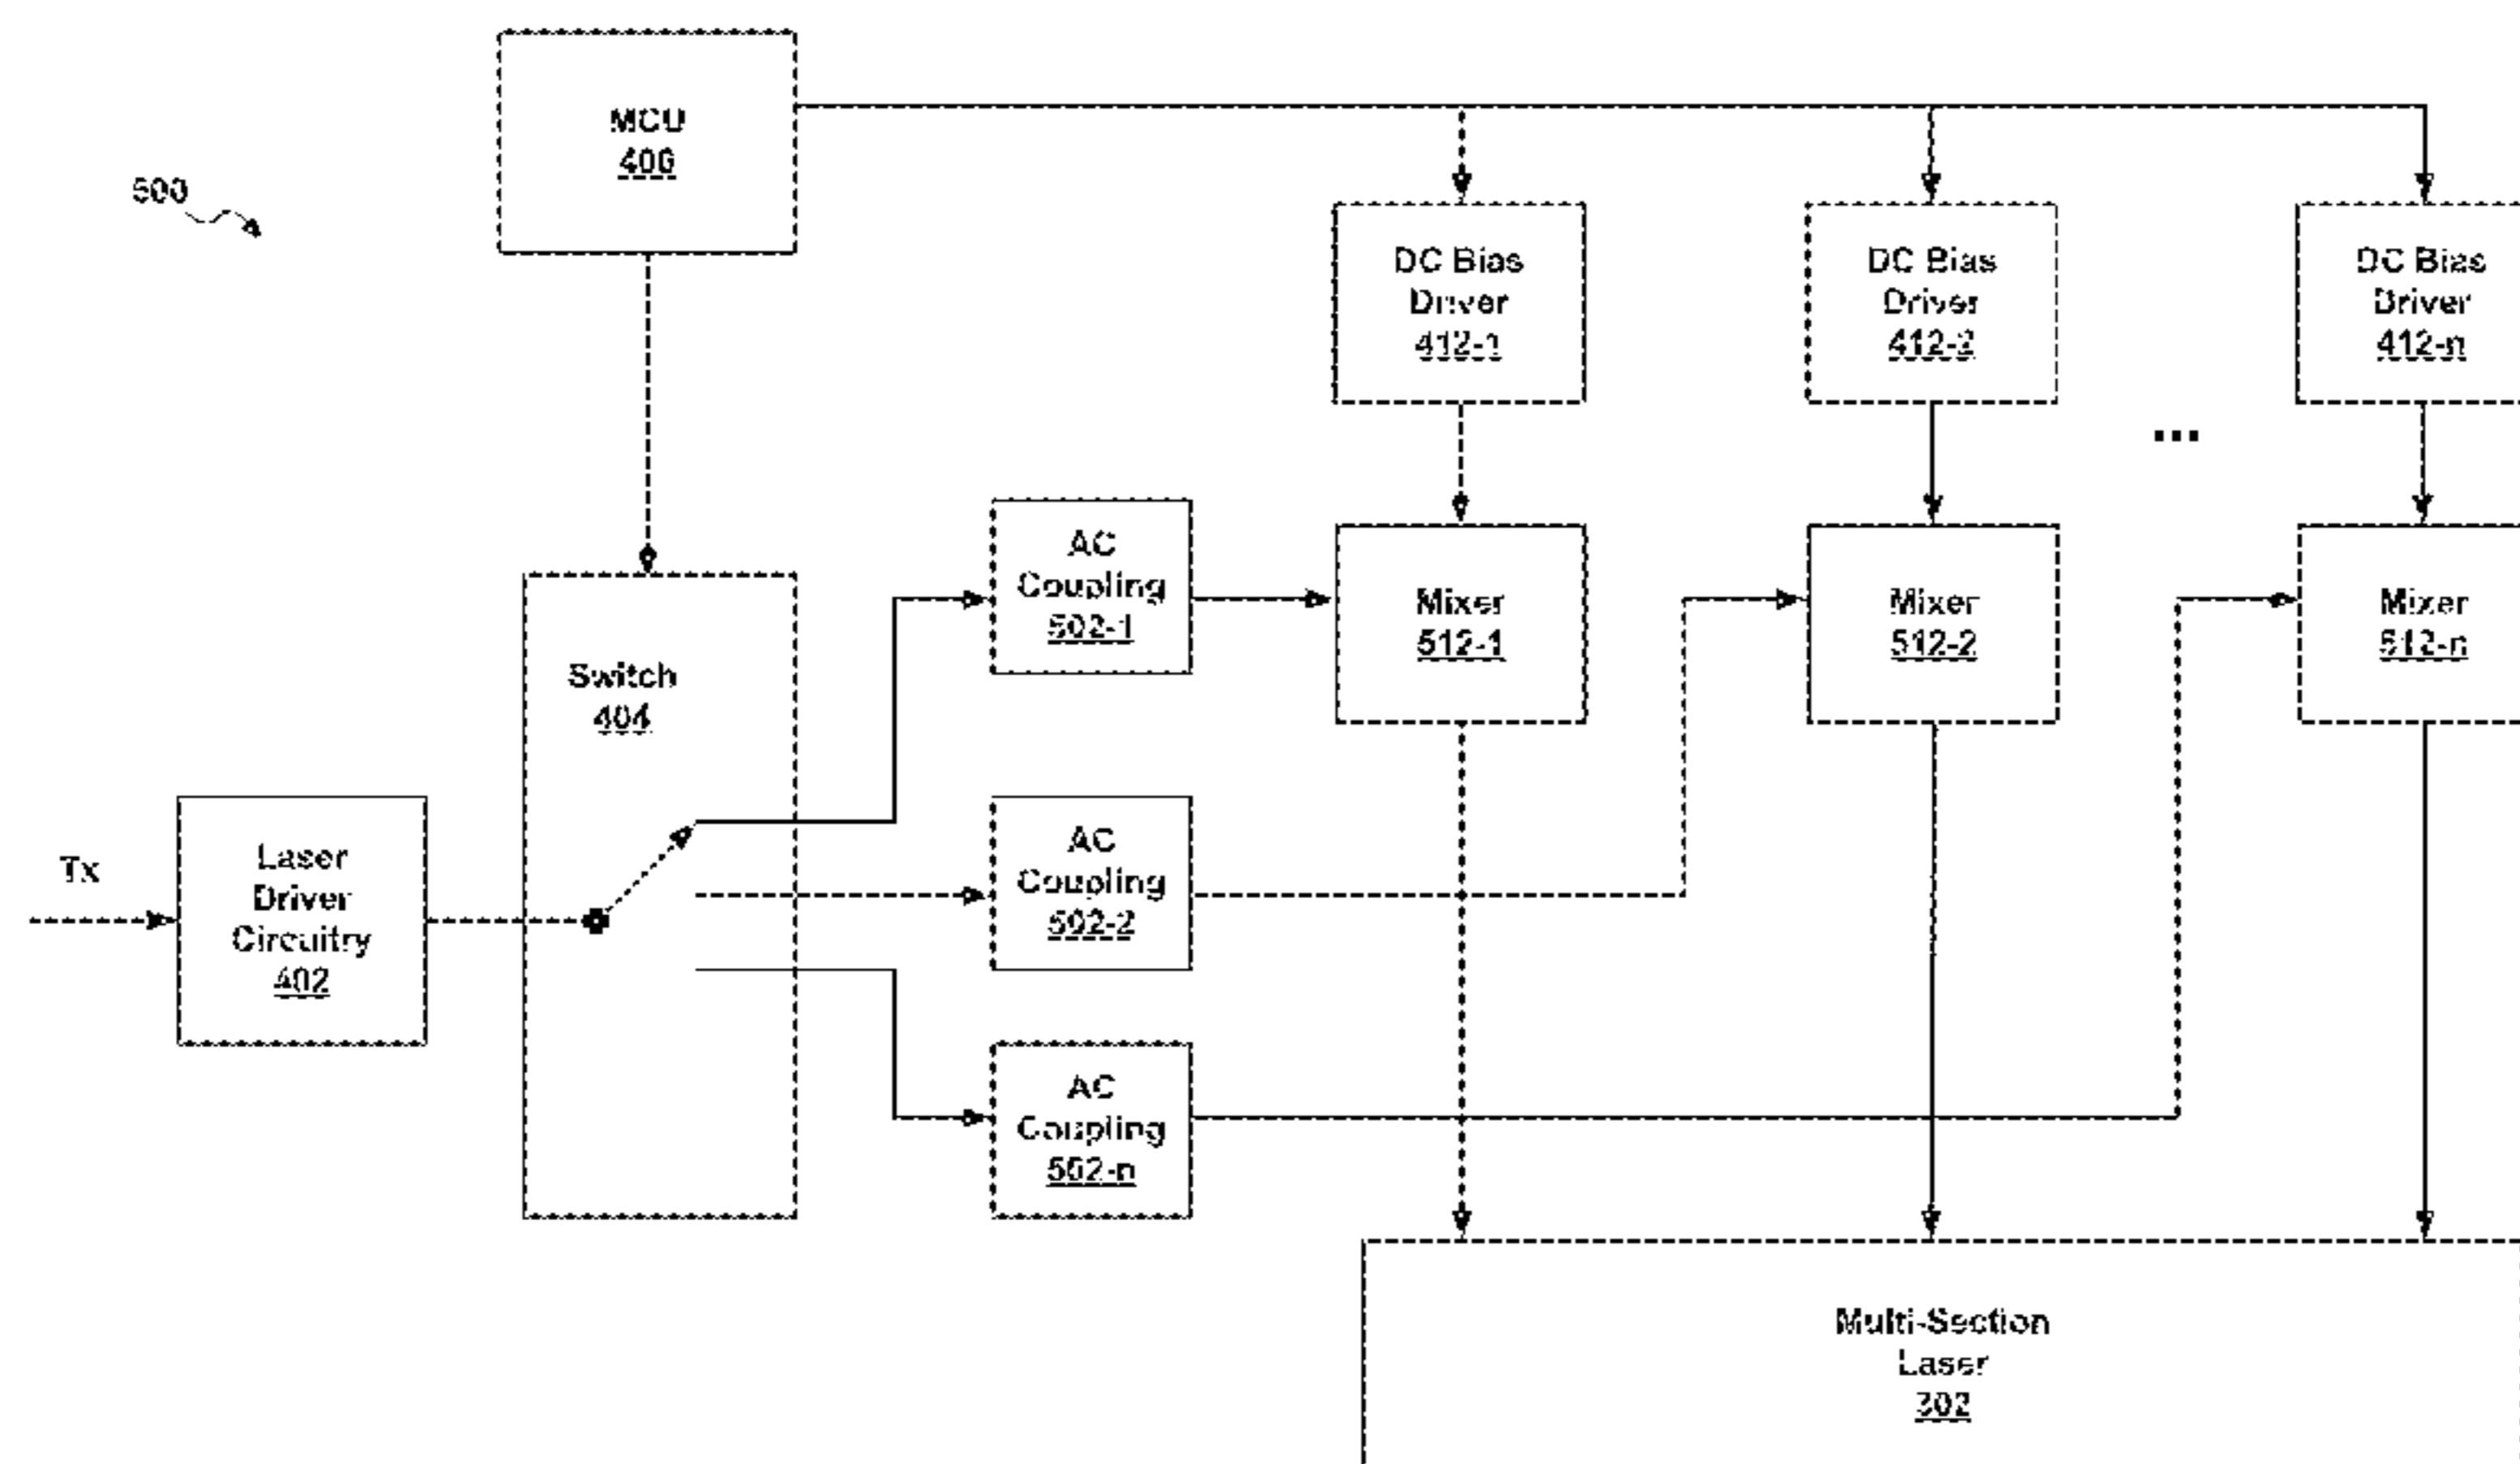 MCU
406
500
DC Bias
Driver
412-1
DC Bias
Driver
412-2
DC Bias
Driver
412-n
...
AC
Coupling
502-1
Mixer
512-1
Mixer
512-2
Mixer
512-n
Switch
404
Tx
Laser
Driver
Circuitry
402
AC
Coupling
502-2
AC
Coupling
502-n
Multi-Section
Laser
302